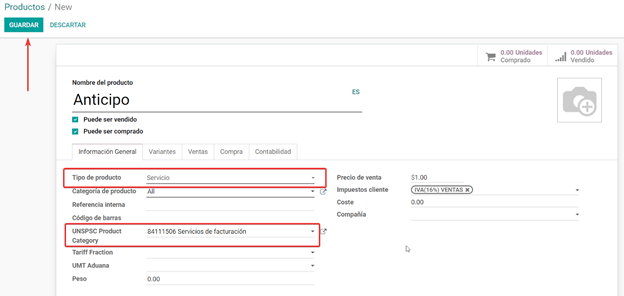 Productos / New
GUARDAR DESCARTAR
0.00 Unidades
Comprado
0.00 Unidades
Vendido
Nombre del producto
Anticipo
ES
Puede ser vendido
Puede ser comprado
Información General Variantes Ventas Compra Contabilidad
Tipo de producto Servicio
Categoría de producto All
Referencia interna
Código de barras
UNSPSC Product
Category
84111506 Servicios de facturación
Tariff Fraction
UMT Aduana
Peso 0.00
Precio de venta $1.00
Impuestos cliente IVA(16%) VENTAS ×
Coste 0.00
Compañía